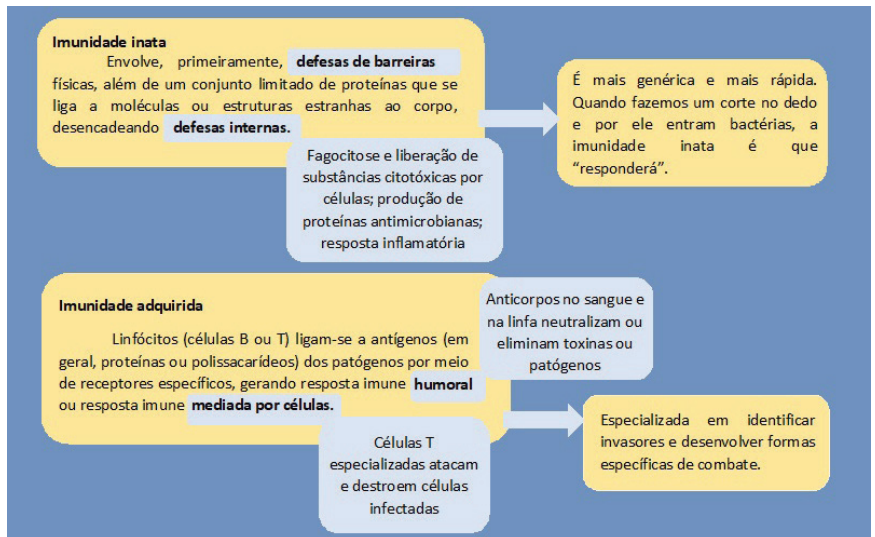 Imunidade inata
Envolve, primeiramente, defesas de barreiras
físicas, além de um conjunto limitado de proteínas que se
liga a moléculas ou estruturas estranhas ao corpo,
desencadeando defesas internas.
Fagocitose e liberação de
substâncias citotóxicas por
células; produção de
proteínas antimicrobianas;
resposta inflamatória
É mais genérica e mais rápida.
Quando fazemos um corte no dedo
e por ele entram bactérias, a
imunidade inata é que
“responderá”.
Imunidade adquirida
Linfócitos (células B ou T) ligam-se a antígenos (em
geral, proteínas ou polissacarídeos) dos patógenos por meio
de receptores específicos, gerando resposta imune humoral
ou resposta imune mediada por células.
Anticorpos no sangue e
na linfa neutralizam ou
eliminam toxinas ou
patógenos
Células T
especializadas atacam
e destroem células
infectadas
Especializada em identificar
invasores e desenvolver formas
específicas de combate.